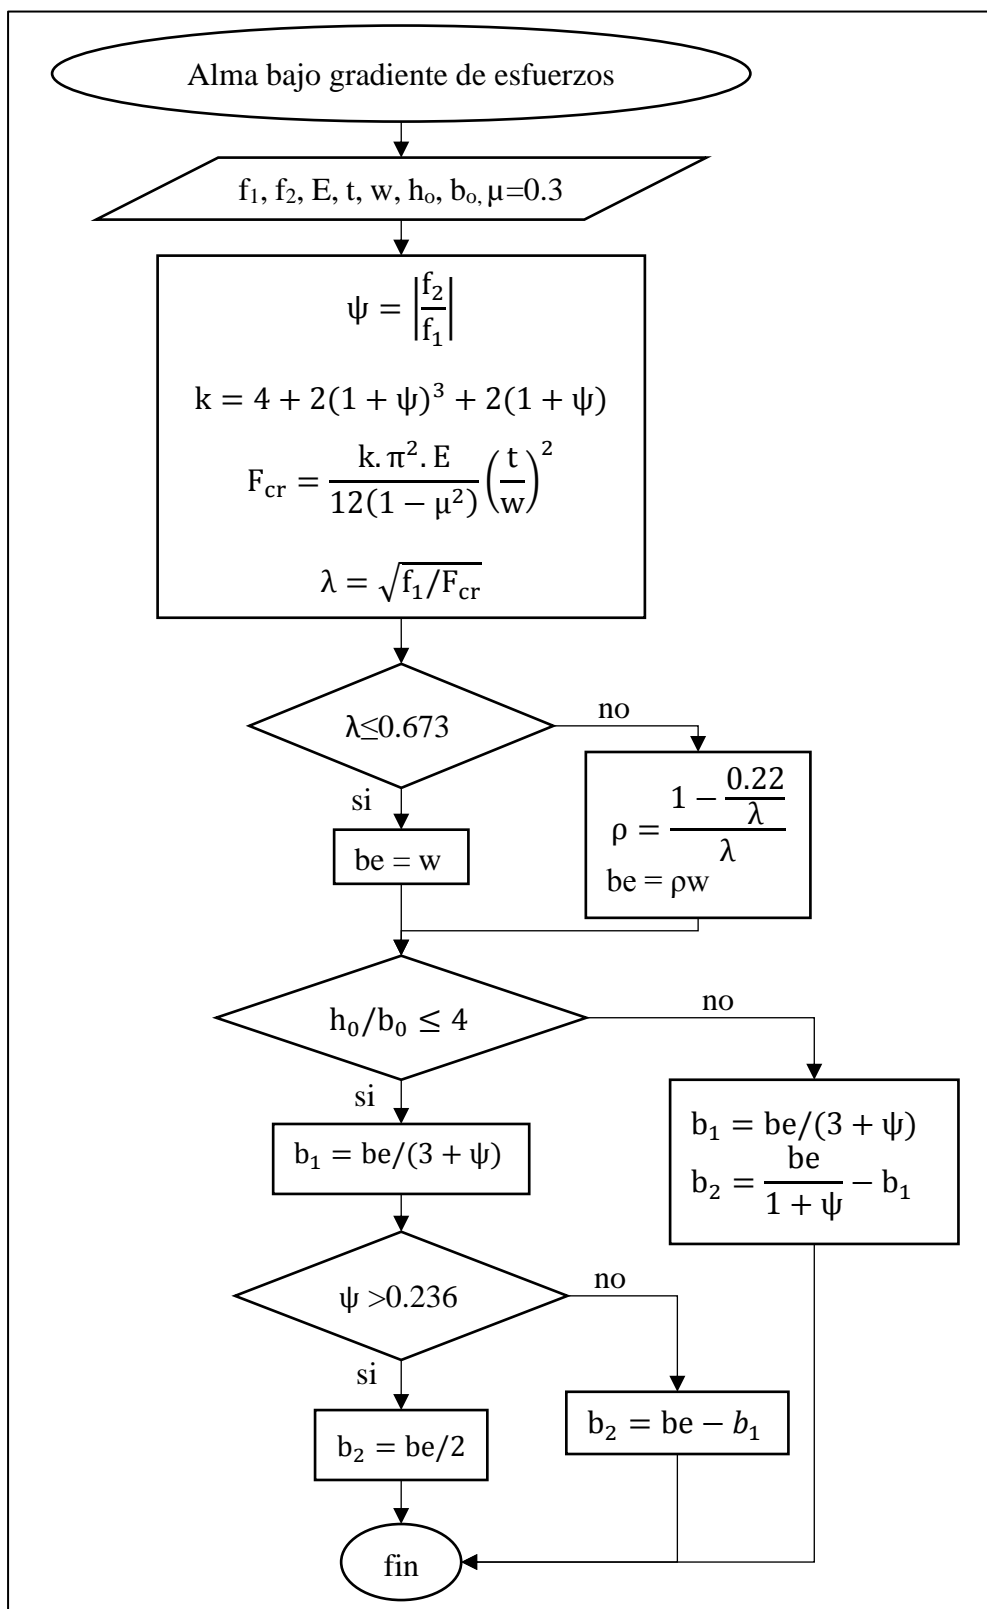 Alma bajo gradiente de esfuerzos
f₁, f₂, E, t, w, hₒ, bₒ, μ=0.3
ψ = |f₂/f₁|
k = 4 + 2(1 + ψ)³ + 2(1 + ψ)
F_cr = k. π². E / 12(1 − μ²) (t/w)²
λ = √(f₁/F_cr)
λ≤0.673
no
si
be = w
ρ = (1 − 0.22/λ)/λ
be = ρw
h₀/b₀ ≤ 4
no
si
b₁ = be/(3 + ψ)
b₁ = be/(3 + ψ)
b₂ = be/(1 + ψ) − b₁
ψ >0.236
no
si
b₂ = be/2
b₂ = be − b₁
fin